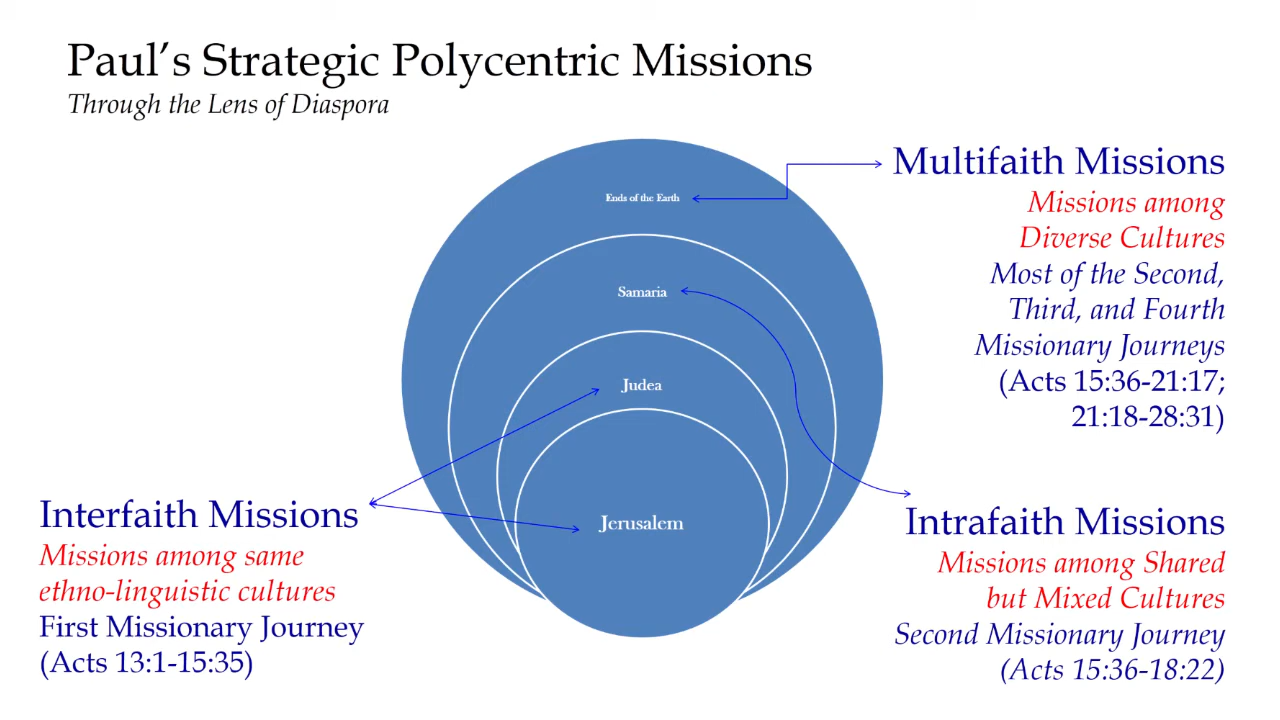 Paul’s Strategic Polycentric Missions
Through the Lens of Diaspora
Ends of the Earth
Samaria
Judea
Jerusalem
Multifaith Missions
Missions among
Diverse Cultures
Most of the Second,
Third, and Fourth
Missionary Journeys
(Acts 15:36-21:17;
21:18-28:31)
Interfaith Missions
Missions among same
ethno-linguistic cultures
First Missionary Journey
(Acts 13:1-15:35)
Intrafaith Missions
Missions among Shared
but Mixed Cultures
Second Missionary Journey
(Acts 15:36-18:22)